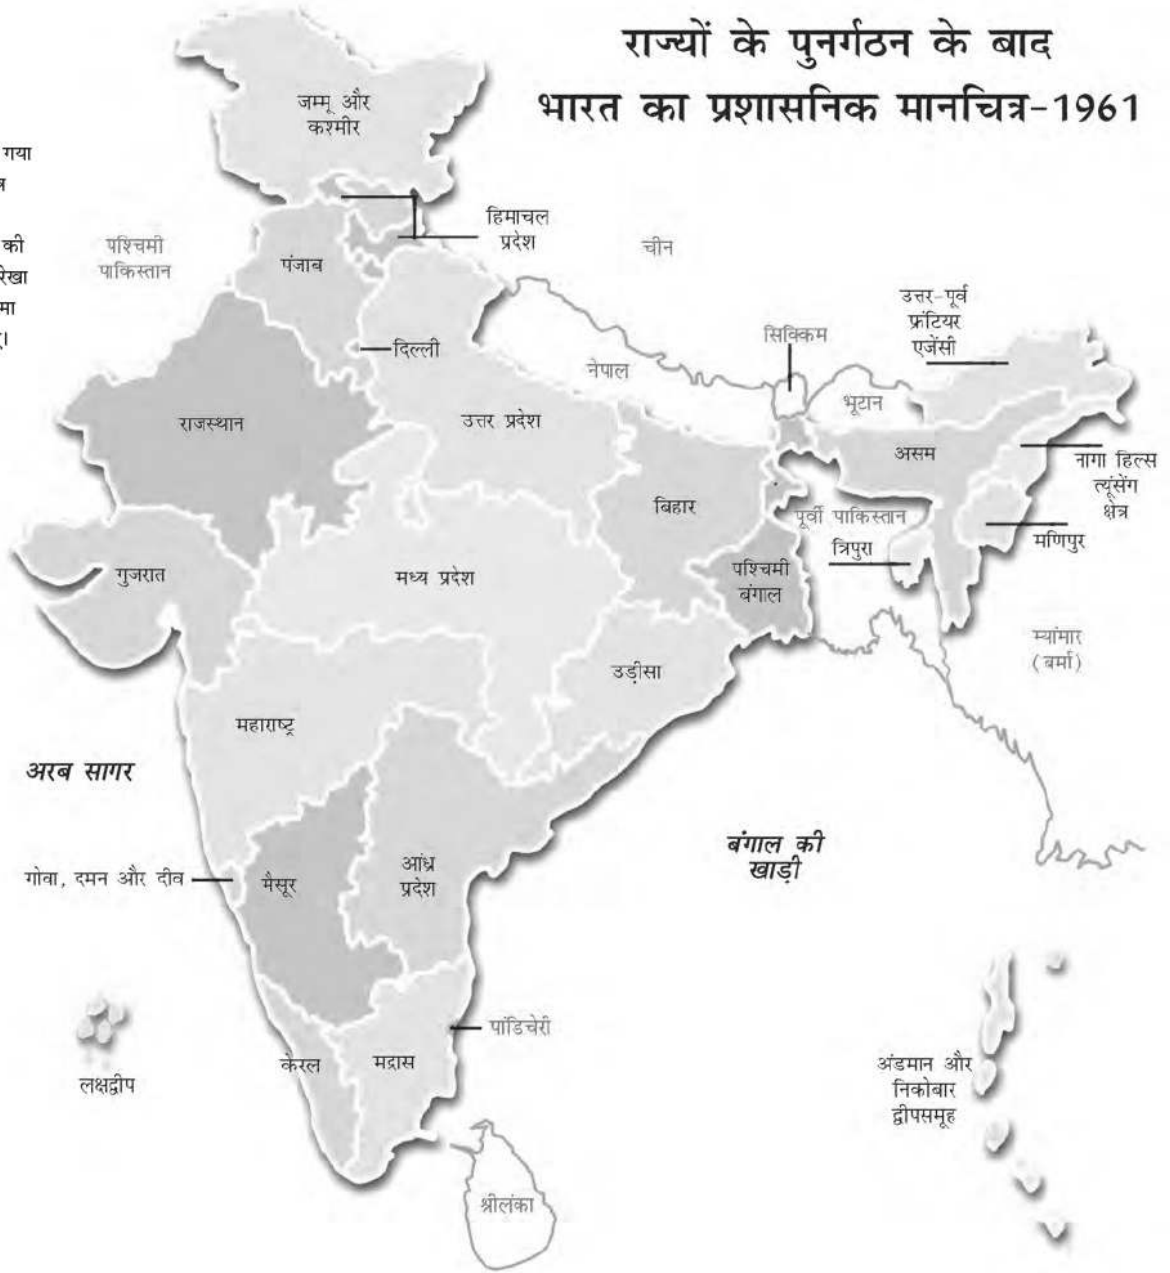 राज्यों के पुनर्गठन के बाद
भारत का प्रशासनिक मानचित्र-1961
गया
की
रेखा
जम्मू और
कश्मीर
हिमाचल
प्रदेश
पश्चिमी
पाकिस्तान
चीन
पंजाब
उत्तर-पूर्व
फ्रंटियर
एजेंसी
सिक्किम
दिल्ली
नेपाल
भूटान
राजस्थान
उत्तर प्रदेश
असम
नागा हिल्स
त्यूंसेंग
क्षेत्र
बिहार
पूर्वी पाकिस्तान
मणिपुर
त्रिपुरा
गुजरात
मध्य प्रदेश
पश्चिमी
बंगाल
म्यांमार
(बर्मा)
उड़ीसा
महाराष्ट्र
अरब सागर
बंगाल की
खाड़ी
गोवा, दमन और दीव
मैसूर
आंध्र
प्रदेश
पांडिचेरी
लक्षद्वीप
केरल
मद्रास
अंडमान और
निकोबार
द्वीपसमूह
श्रीलंका